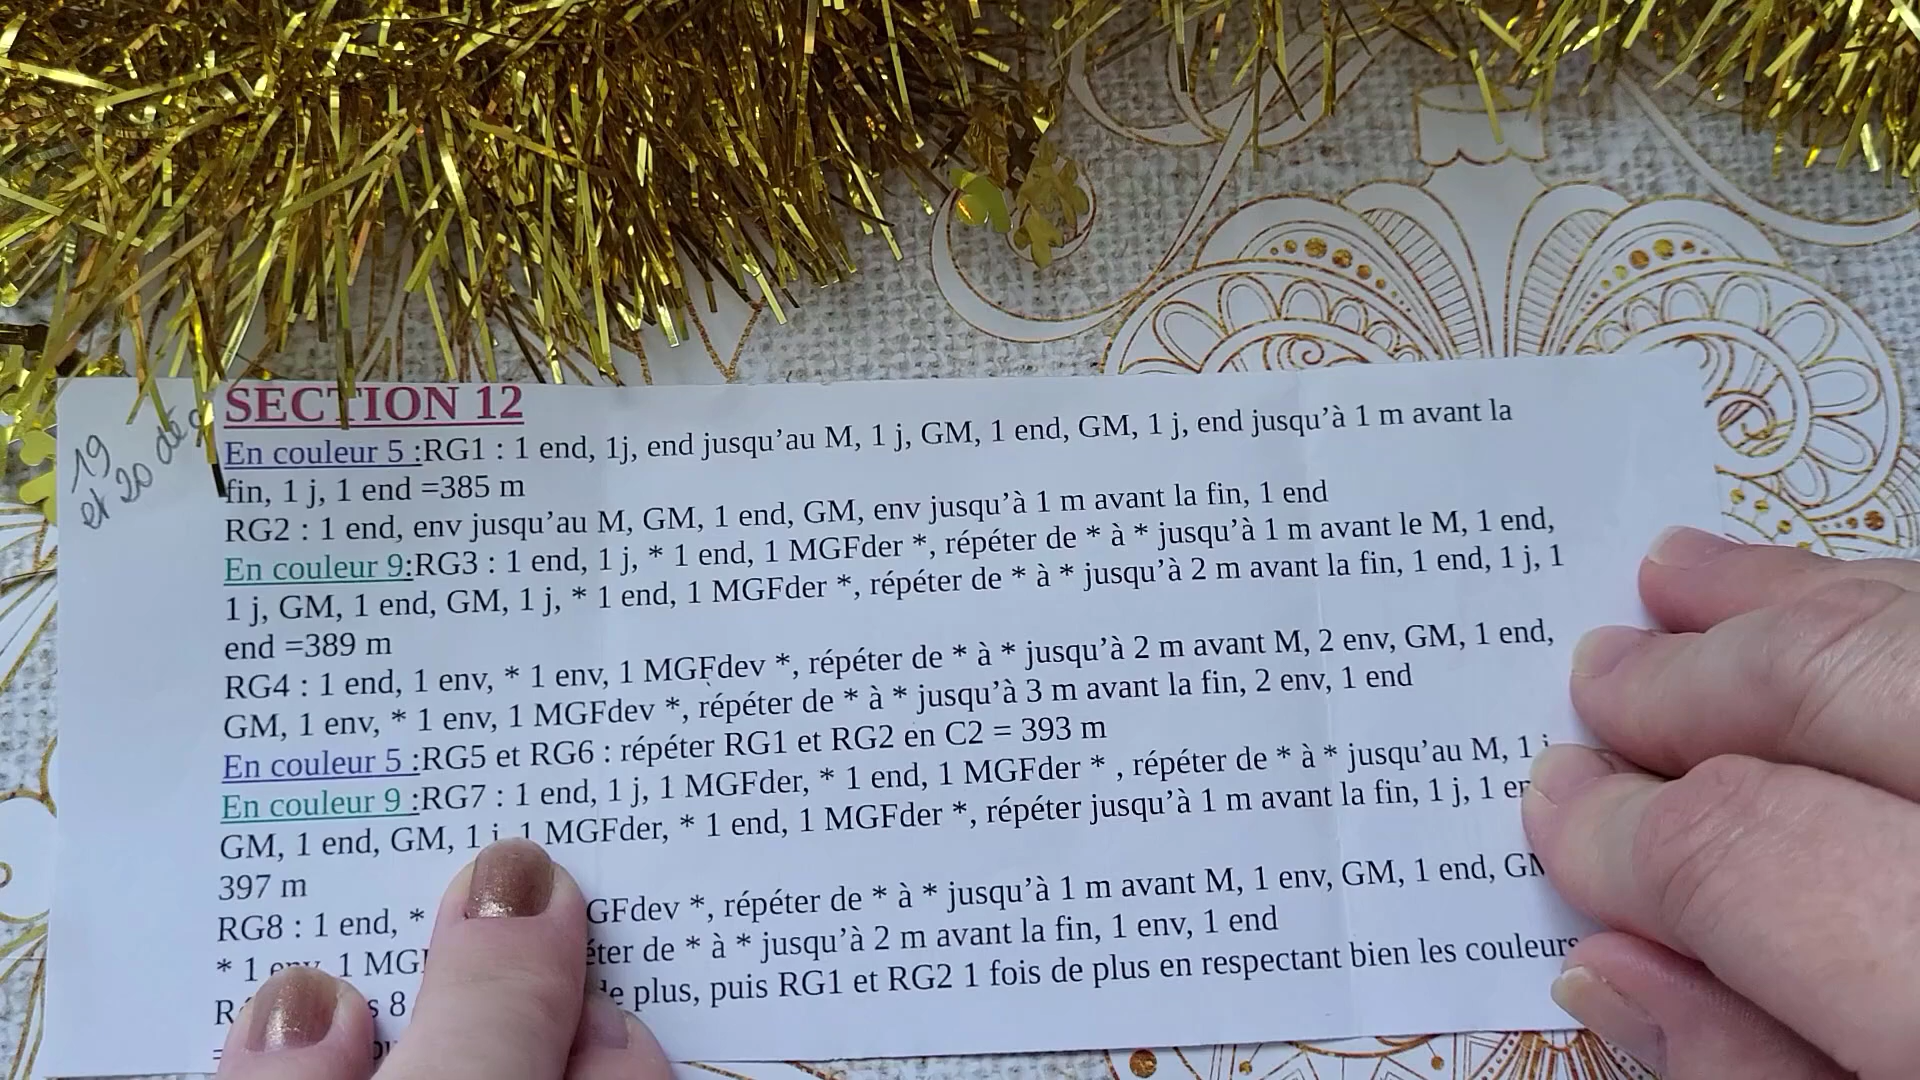 19
et 20 déc
SECTION 12
En couleur 5 :RG1 : 1 end, 1j, end jusqu’au M, 1 j, GM, 1 end, GM, 1 j, end jusqu’à 1 m avant la
fin, 1 j, 1 end =385 m
RG2 : 1 end, env jusqu’au M, GM, 1 end, GM, env jusqu’à 1 m avant la fin, 1 end
En couleur 9:RG3 : 1 end, 1 j, * 1 end, 1 MGFder *, répéter de * à * jusqu’à 1 m avant le M, 1 end,
1 j, GM, 1 end, GM, 1 j, * 1 end, 1 MGFder *, répéter de * à * jusqu’à 2 m avant la fin, 1 end, 1 j, 1
end =389 m
RG4 : 1 end, 1 env, * 1 env, 1 MGFdev *, répéter de * à * jusqu’à 2 m avant M, 2 env, GM, 1 end,
GM, 1 env, * 1 env, 1 MGFdev *, répéter de * à * jusqu’à 3 m avant la fin, 2 env, 1 end
En couleur 5 :RG5 et RG6 : répéter RG1 et RG2 en C2 = 393 m
En couleur 9 :RG7 : 1 end, 1 j, 1 MGFder, * 1 end, 1 MGFder * , répéter de * à * jusqu’au M, 1 j
GM, 1 end, GM, 1 j, 1 MGFder, * 1 end, 1 MGFder *, répéter jusqu’à 1 m avant la fin, 1 j, 1
397 m
RG8 : 1 end, * GFdev *, répéter de * à * jusqu’à 1 m avant M, 1 env, GM, 1 end,
* 1 env, 1 de * à * jusqu’à 2 m avant la fin, 1 env, 1 end
8 de plus, puis RG1 et RG2 1 fois de plus en respectant bien les couleurs